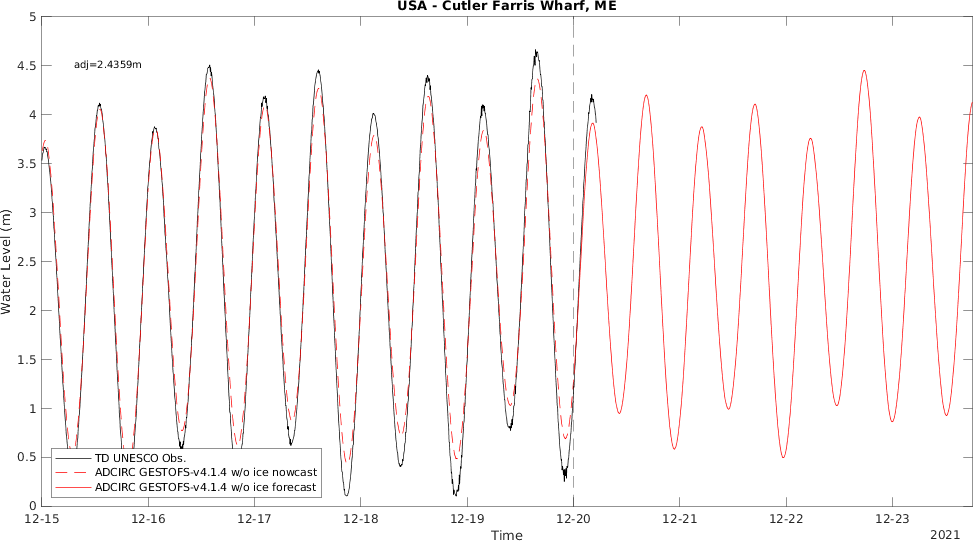 USA - Cutler Farris Wharf, ME
adj=2.4359m
5
4.5
4
3.5
3
2.5
2
1.5
1
0.5
0
Water Level (m)
TD UNESCO Obs.
ADCIRC GESTOFS-v4.1.4 w/o ice nowcast
ADCIRC GESTOFS-v4.1.4 w/o ice forecast
12-15 12-16 12-17 12-18 12-19 12-20 12-21 12-22 12-23
Time
2021